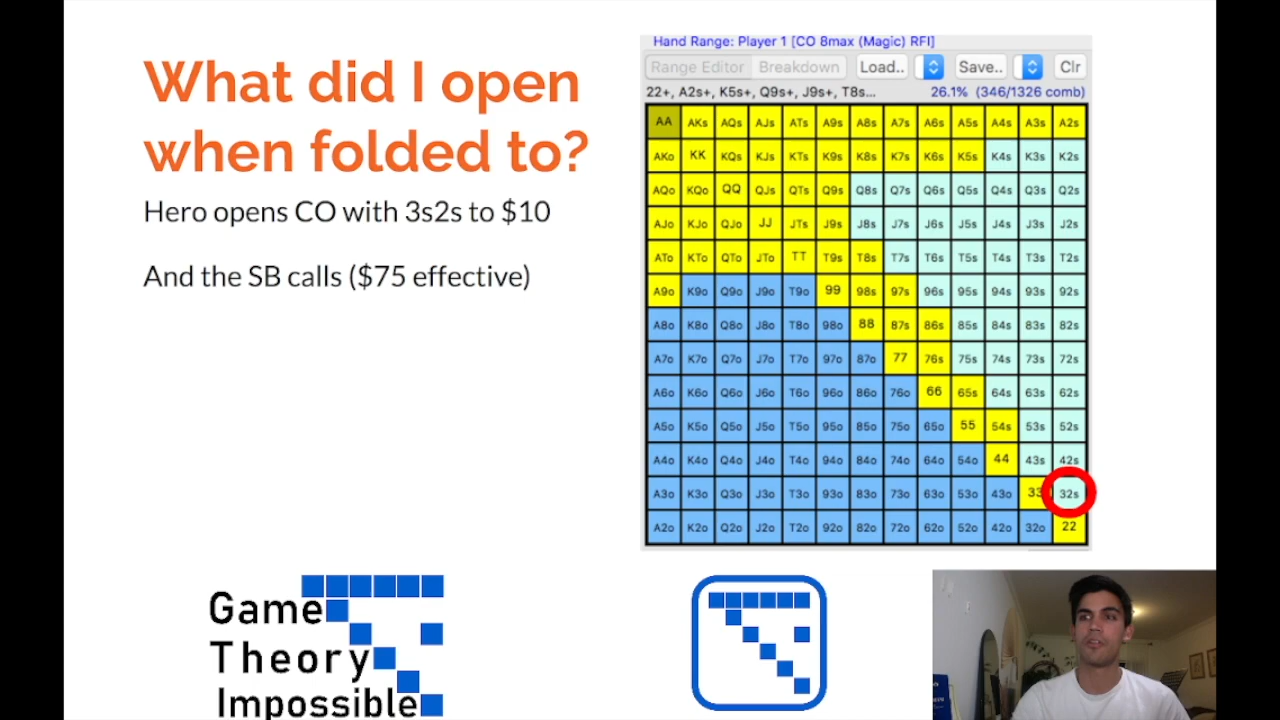 What did I open
when folded to?
Hero opens CO with 3s2s to $10
And the SB calls ($75 effective)
Hand Range: Player 1 [CO 8max (Magic) RFI]
Range Editor Breakdown Load.. Save.. Clr
22+, A2s+, K5s+, Q9s+, J9s+, T8s... 26.1% (346/1326 comb)
AA AKs AQs AJs ATs A9s A8s A7s A6s A5s A4s A3s A2s
AKo KK KQs KJs KTs K9s K8s K7s K6s K5s K4s K3s K2s
AQo KQo QQ QJs QTs Q9s Q8s Q7s Q6s Q5s Q4s Q3s Q2s
AJo KJo QJo JJ JTs J9s J8s J7s J6s J5s J4s J3s J2s
ATo KTo QTo JTo TT T9s T8s T7s T6s T5s T4s T3s T2s
A9o K9o Q9o J9o T9o 99 98s 97s 96s 95s 94s 93s 92s
A8o K8o Q8o J8o T8o 98o 88 87s 86s 85s 84s 83s 82s
A7o K7o Q7o J7o T7o 97o 87o 77 76s 75s 74s 73s 72s
A6o K6o Q6o J6o T6o 96o 86o 76o 66 65s 64s 63s 62s
A5o K5o Q5o J5o T5o 95o 85o 75o 65o 55 54s 53s 52s
A4o K4o Q4o J4o T4o 94o 84o 74o 64o 54o 44 43s 42s
A3o K3o Q3o J3o T3o 93o 83o 73o 63o 53o 43o 33 32s
A2o K2o Q2o J2o T2o 92o 82o 72o 62o 52o 42o 32o 22
Game
Theory
Impossible